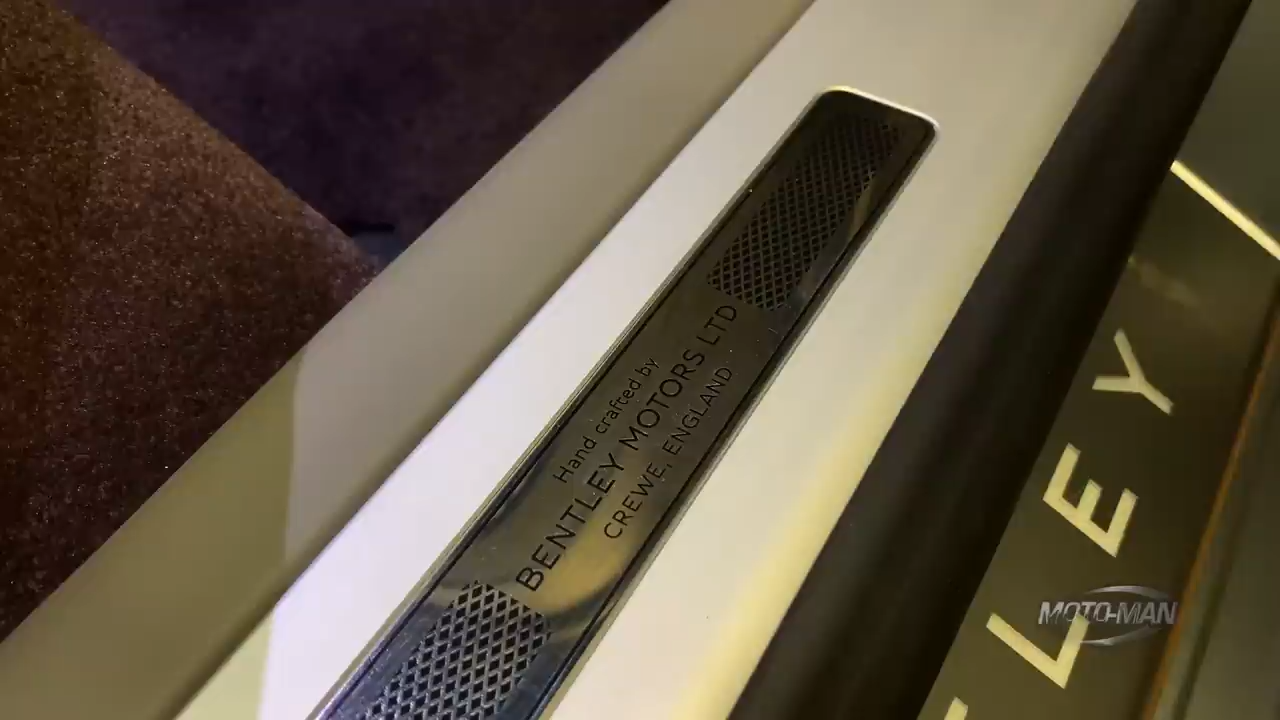 Hand crafted by
BENTLEY MOTORS LTD
CREWE, ENGLAND
LEY
MOTO-MAN